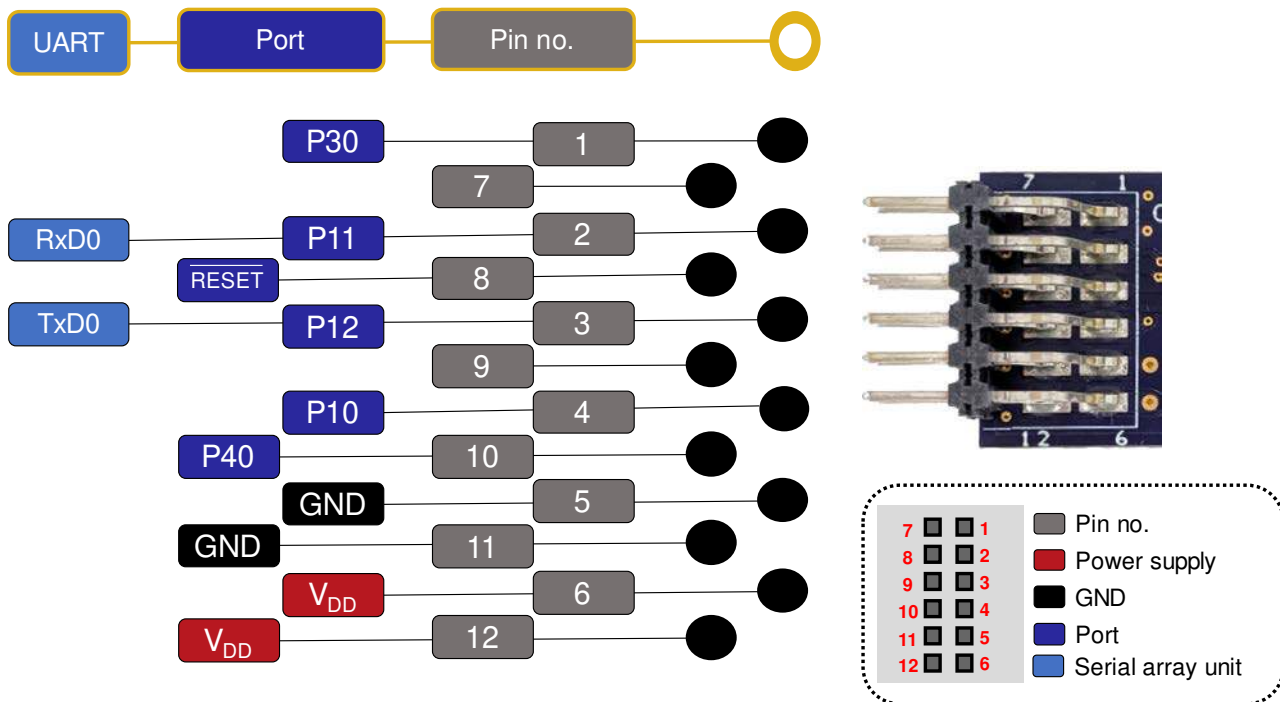 UART Port Pin no.
P30 1
7
RxD0 P11 2
RESET 8
TxD0 P12 3
9
P10 4
P40 10
GND 5
GND 11
VDD 6
VDD 12
7 1
12 6
7 1
8 2
9 3
10 4
11 5
12 6
Pin no.
Power supply
GND
Port
Serial array unit